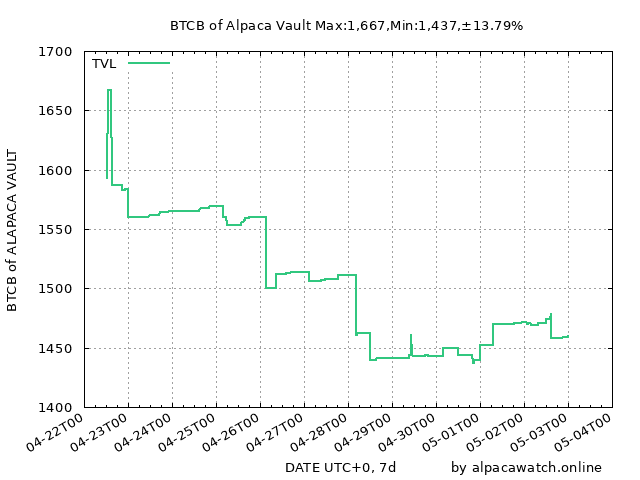 BTCB of Alpaca Vault Max:1,667,Min:1,437,±13.79%
TVL
BTCB of ALAPACA VAULT
1700
1650
1600
1550
1500
1450
1400
04-22T00
04-23T00
04-24T00
04-25T00
04-26T00
04-27T00
04-28T00
04-29T00
04-30T00
05-01T00
05-02T00
05-03T00
05-04T00
DATE UTC+0, 7d
by alpacawatch.online